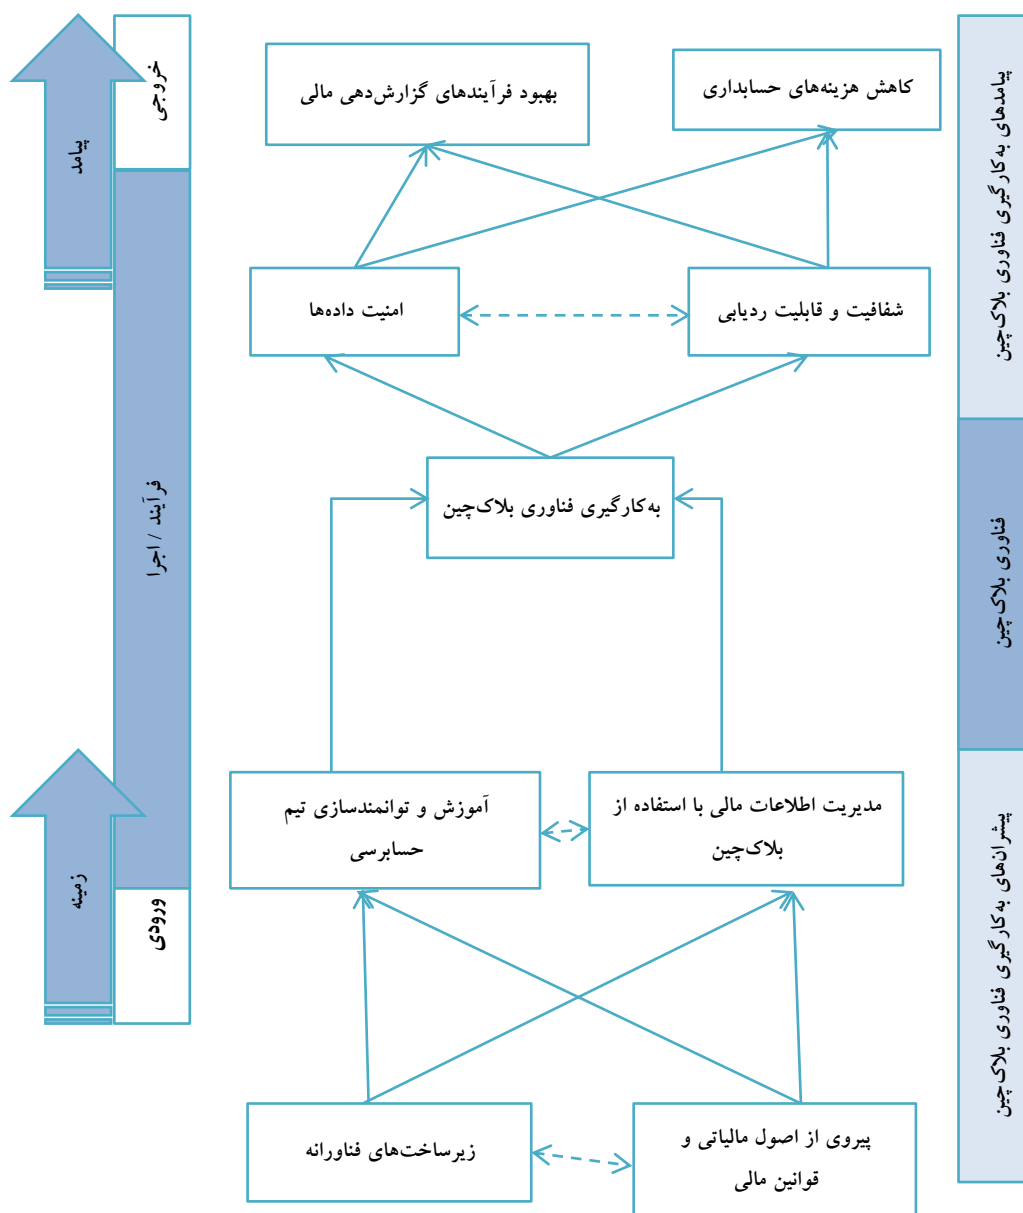 کاهش هزینه‌های حسابداری
بهبود فرآیندهای گزارش‌دهی مالی
شفافیت و قابلیت ردیابی
امنیت داده‌ها
به‌کارگیری فناوری بلاک‌چین
مدیریت اطلاعات مالی با استفاده از
بلاک‌چین
آموزش و توانمندسازی تیم
حسابرسی
پیروی از اصول مالیاتی و
قوانین مالی
زیرساخت‌های فناورانه
پیامدهای به‌کارگیری فناوری بلاک‌چین
فناوری بلاک‌چین
پیشران‌های به‌کارگیری فناوری بلاک‌چین
خروجی
فرآیند / اجرا
ورودی
پیامد
زمینه